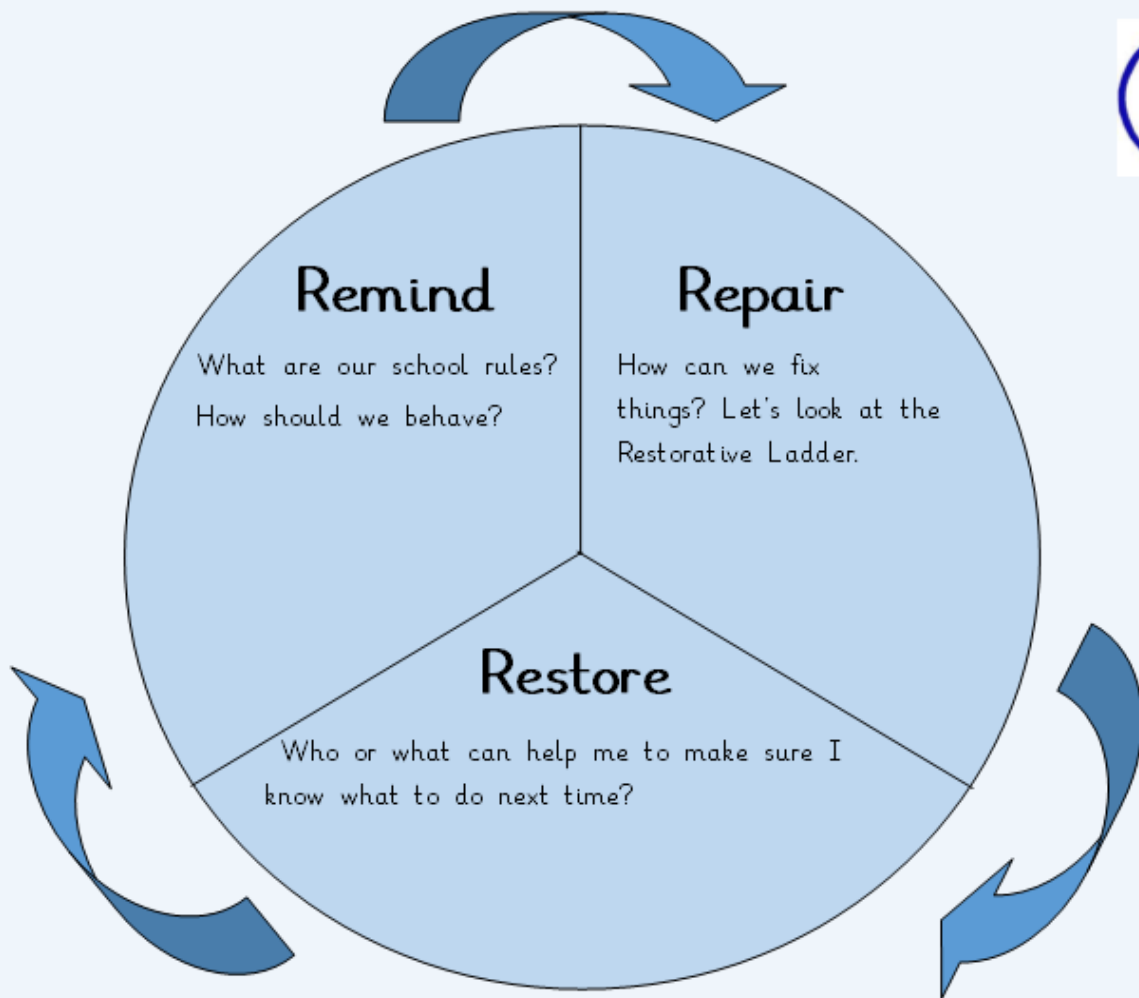 Remind
What are our school rules?
How should we behave?
Repair
How can we fix
things? Let's look at the
Restorative Ladder.
Restore
Who or what can help me to make sure I
know what to do next time?